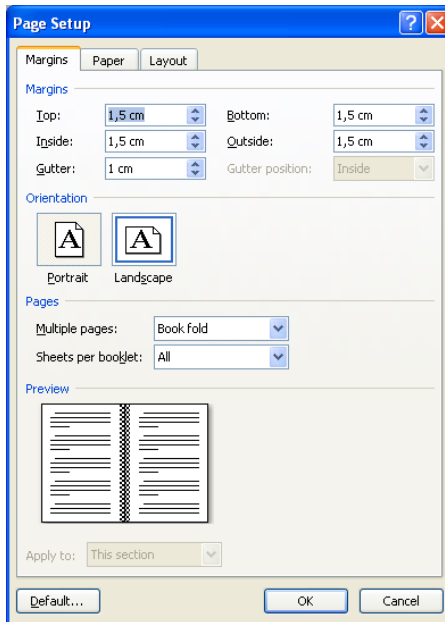 Page Setup
Margins Paper Layout
Margins
Top: 1,5 cm Bottom: 1,5 cm
Inside: 1,5 cm Outside: 1,5 cm
Gutter: 1 cm Gutter position: Inside
Orientation
A A
Portrait Landscape
Pages
Multiple pages: Book fold
Sheets per booklet: All
Preview
Apply to: This section
Default... OK Cancel